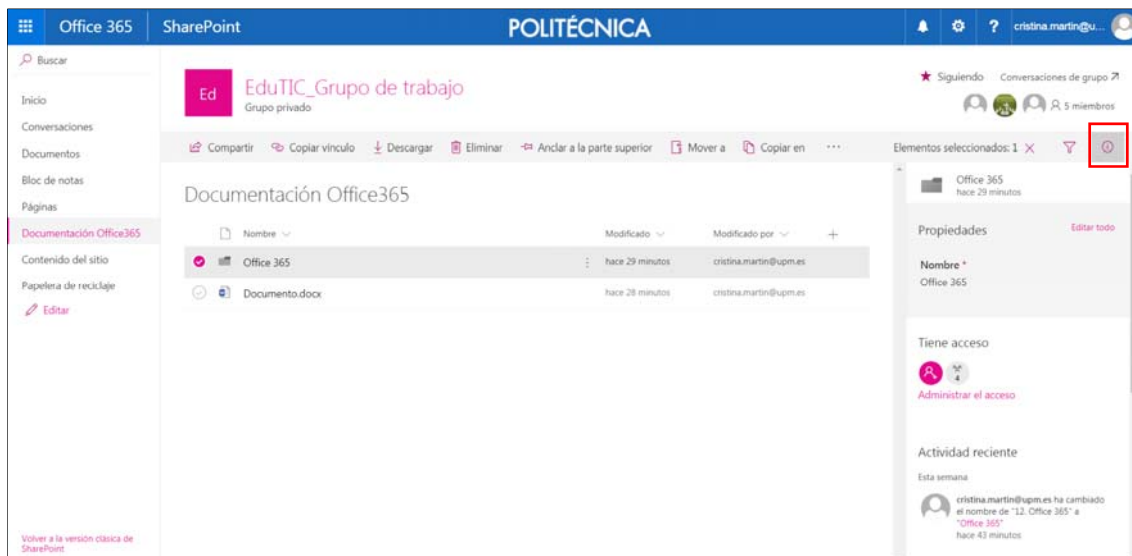 Office 365 SharePoint POLITÉCNICA ? cristina.martin@u...
Buscar
Inicio
Conversaciones
Documentos
Bloc de notas
Páginas
Documentación Office365
Contenido del sitio
Papelera de reciclaje
Editar
Volver a la versión clásica de
SharePoint
Ed
EduTIC_Grupo de trabajo
Grupo privado
Siguiendo Conversaciones de grupo
5 miembros
Compartir Copiar vínculo Descargar Eliminar Anclar a la parte superior Mover a Copiar en ... Elementos seleccionados: 1
Documentación Office365
Nombre Modificado Modificado por
Office 365 hace 29 minutos cristina.martin@upm.es
Documento.docx hace 28 minutos cristina.martin@upm.es
Office 365
hace 29 minutos
Propiedades Editar todo
Nombre *
Office 365
Tiene acceso
4
Administrar el acceso
Actividad reciente
Esta semana
cristina.martin@upm.es ha cambiado
el nombre de "12. Office 365" a
"Office 365"
hace 43 minutos